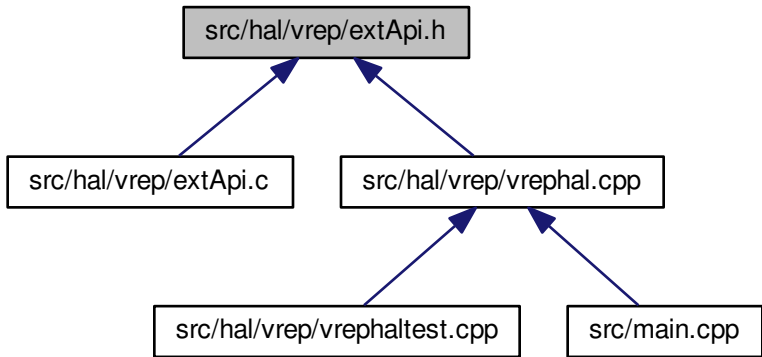 src/hal/vrep/extApi.h
src/hal/vrep/extApi.c
src/hal/vrep/vrephal.cpp
src/hal/vrep/vrephaltest.cpp
src/main.cpp